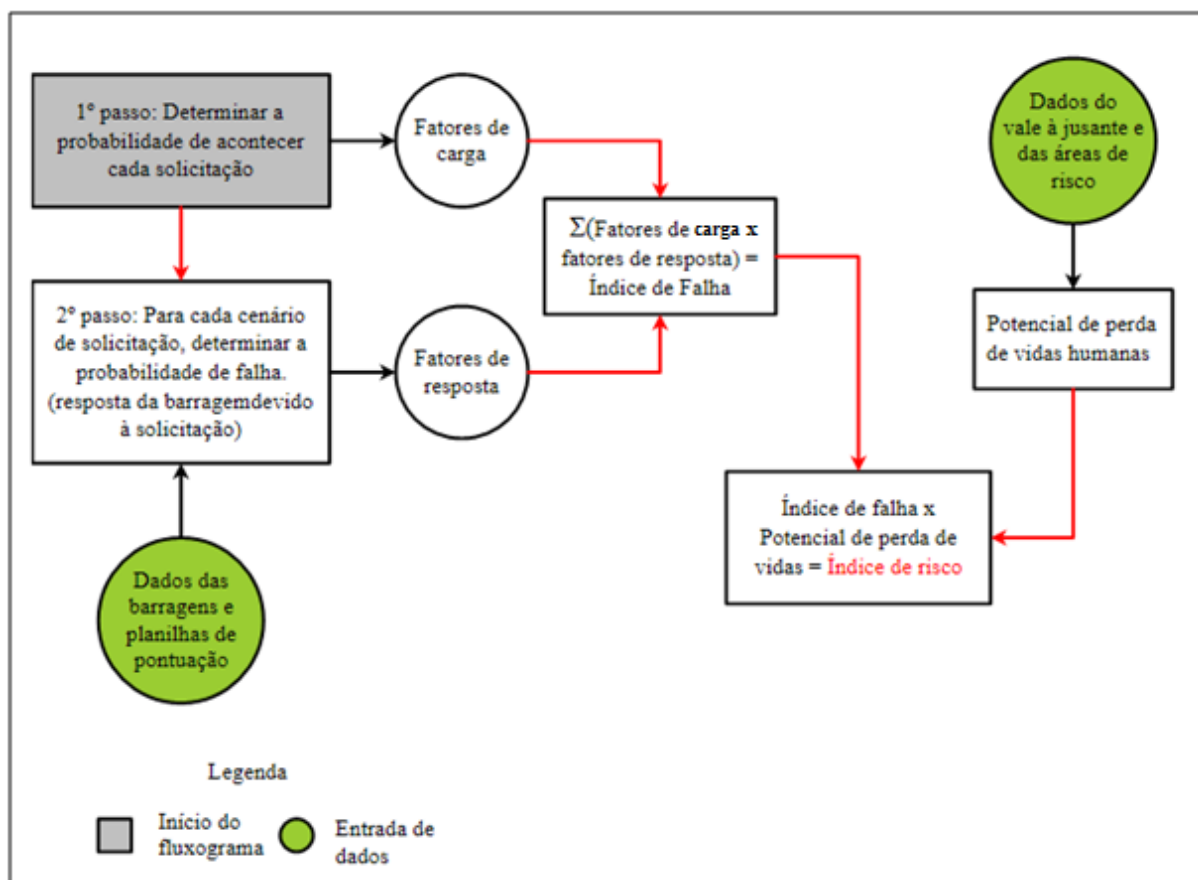 1º passo: Determinar a
probabilidade de acontecer
cada solicitação
Fatores de
carga
Dados do
vale à jusante e
das áreas de
risco
Σ(Fatores de carga x
fatores de resposta) =
Índice de Falha
2º passo: Para cada cenário
de solicitação, determinar a
probabilidade de falha.
(resposta da barragemdevido
à solicitação)
Fatores de
resposta
Potencial de perda
de vidas humanas
Índice de falha x
Potencial de perda de
vidas = Índice de risco
Dados das
barragens e
planilhas de
pontuação
Legenda
Início do
fluxograma
Entrada de
dados